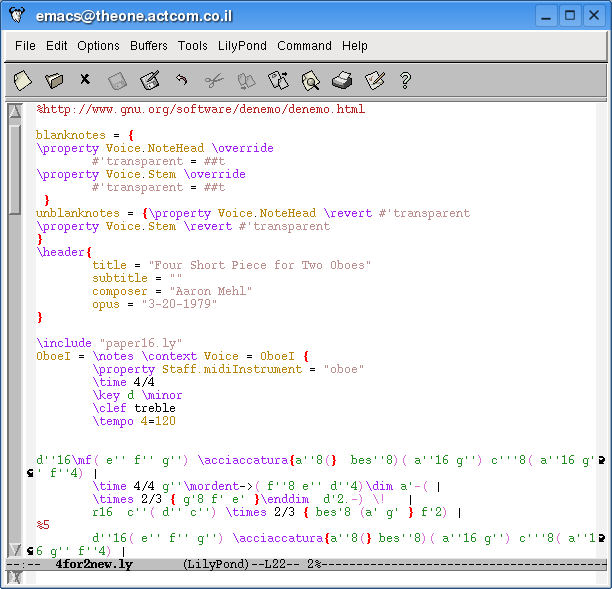 emacs@theone.actcom.co.il
File Edit Options Buffers Tools LilyPond Command Help
%http://www.gnu.org/software/denemo/denemo.html
blanknotes = {
\property Voice.NoteHead \override
#'transparent = ##t
\property Voice.Stem \override
#'transparent = ##t
}
unblanknotes = {\property Voice.NoteHead \revert #'transparent
\property Voice.Stem \revert #'transparent
}
\header{
title = "Four Short Piece for Two Oboes"
subtitle = ""
composer = "Aaron Mehl"
opus = "3-20-1979"
}
\include "paper16.ly"
OboeI = \notes \context Voice = OboeI {
\property Staff.midiInstrument = "oboe"
\time 4/4
\key d \minor
\clef treble
\tempo 4=120
d''16\mf( e'' f'' g'') \acciaccatura{a''8(} bes''8)( a''16 g'') c'''8( a''16 g'
' f''4) |
\time 4/4 g''\mordent->( f''8 e'' d''4)\dim a'-( |
\times 2/3 { g'8 f' e' }\enddim d'2.-) \! |
r16 c''( d'' c'') \times 2/3 { bes'8 (a' g' } f'2) |
%5
d''16( e'' f'' g'') \acciaccatura{a''8(} bes''8)( a''16 g'') c'''8( a''1
6 g'' f''4) |
--:-- 4for2new.ly (LilyPond)--L22-- 2%--------------------------------------